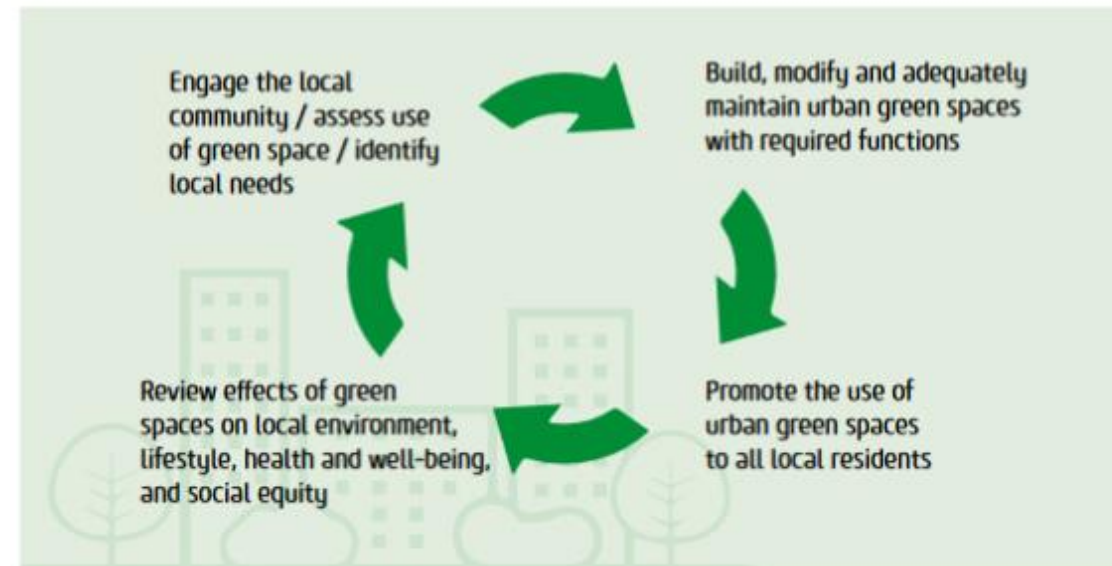 Engage the local
community / assess use
of green space / identify
local needs
Build, modify and adequately
maintain urban green spaces
with required functions
Promote the use of
urban green spaces
to all local residents
Review effects of green
spaces on local environment,
lifestyle, health and well-being,
and social equity